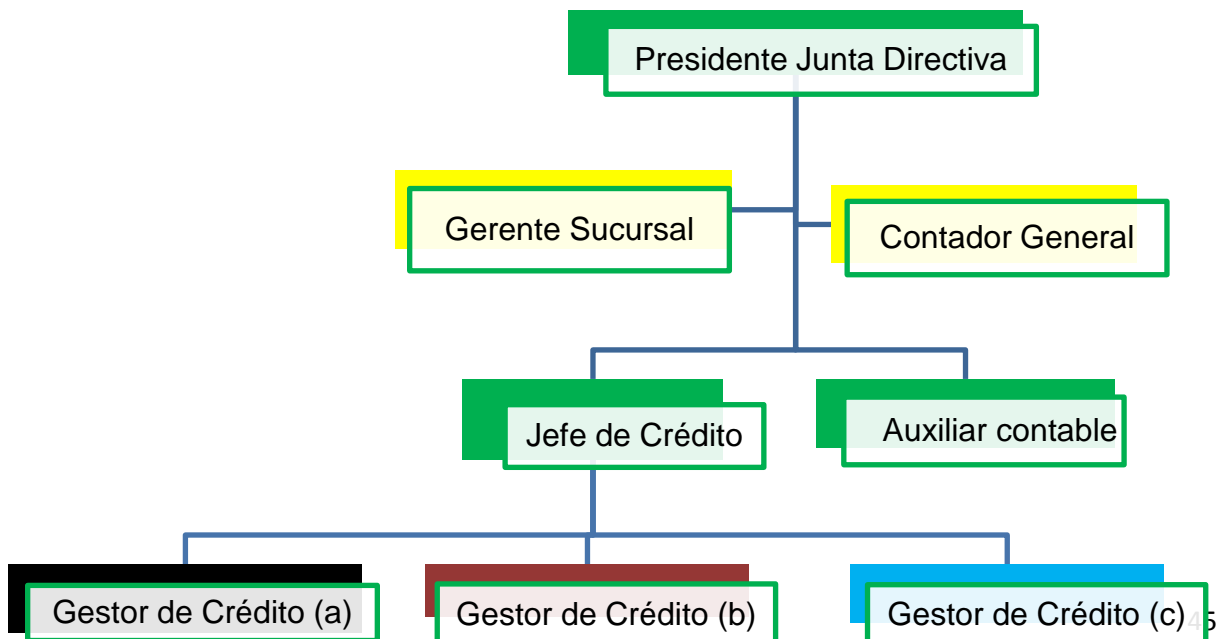 Presidente Junta Directiva
Gerente Sucursal
Contador General
Jefe de Crédito
Auxiliar contable
Gestor de Crédito (a)
Gestor de Crédito (b)
Gestor de Crédito (c)
45